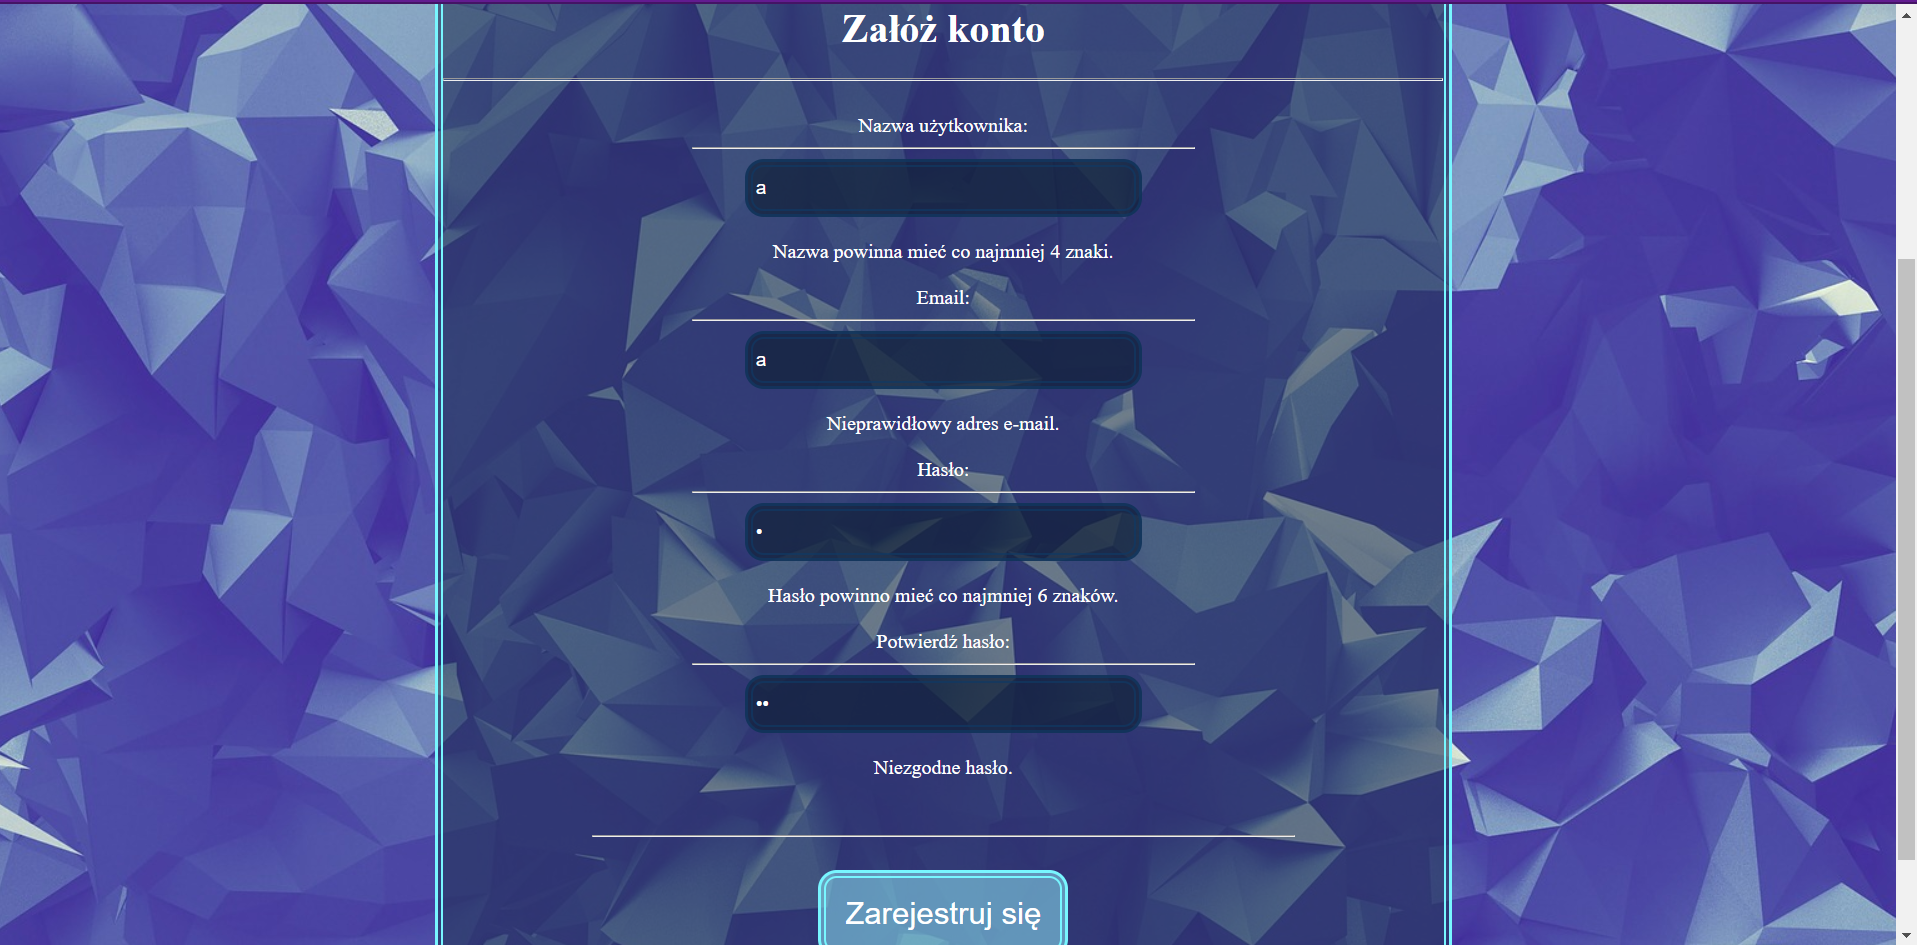 Załóż konto
Nazwa użytkownika:
a
Nazwa powinna mieć co najmniej 4 znaki.
Email:
a
Nieprawidłowy adres e-mail.
Hasło:
•
Hasło powinno mieć co najmniej 6 znaków.
Potwierdź hasło:
••
Niezgodne hasło.
Zarejestruj się